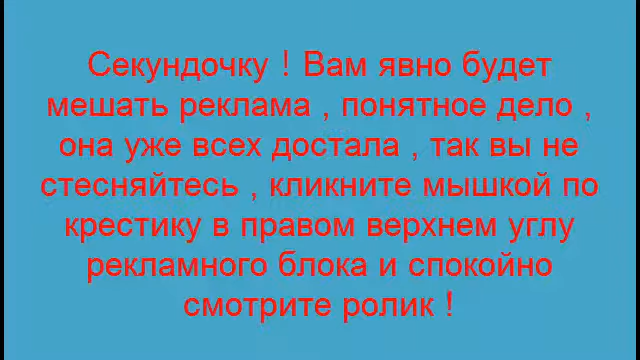 Секундочку ! Вам явно будет
мешать реклама , понятное дело ,
она уже всех достала , так вы не
стесняйтесь , кликните мышкой по
крестику в правом верхнем углу
рекламного блока и спокойно
смотрите ролик !